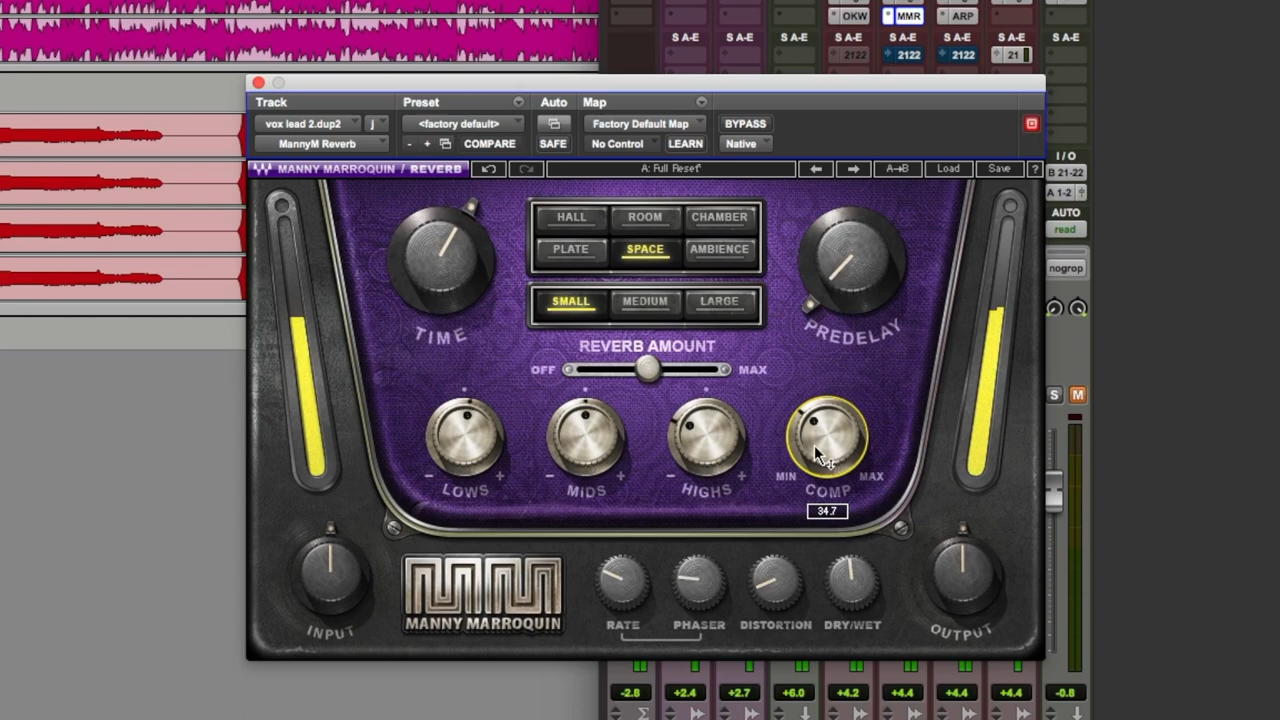 OKW MMR ARP
S A-E S A-E S A-E S A-E S A-E S A-E S A-E S A-E
2122 2122 2122 21
Track Preset Auto Map
vox lead 2.dup2 j <factory default> Factory Default Map BYPASS
MannyM Reverb - + COMPARE SAFE No Control LEARN Native
MANNY MARROQUIN / REVERB A: Full Reset* A→B Load Save ?
I/O
B 21-22
A 1-2
AUTO
read
nogrop
HALL ROOM CHAMBER
PLATE SPACE AMBIENCE
SMALL MEDIUM LARGE
TIME
PREDELAY
REVERB AMOUNT
OFF MAX
S M
- + - + - + MIN MAX
LOWS MIDS HIGHS COMP
34.7
MM
MANNY MARROQUIN
INPUT
RATE PHASER DISTORTION DRY/WET
OUTPUT
-2.8 +2.4 +2.7 +6.0 +4.2 +4.4 +4.4 +4.4 -0.8